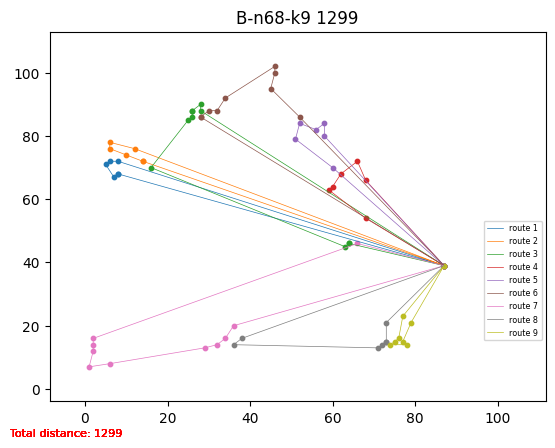 B-n68-k9 1299
100
80
60
40
20
0
0 20 40 60 80 100
route 1
route 2
route 3
route 4
route 5
route 6
route 7
route 8
route 9
Total distance: 1299